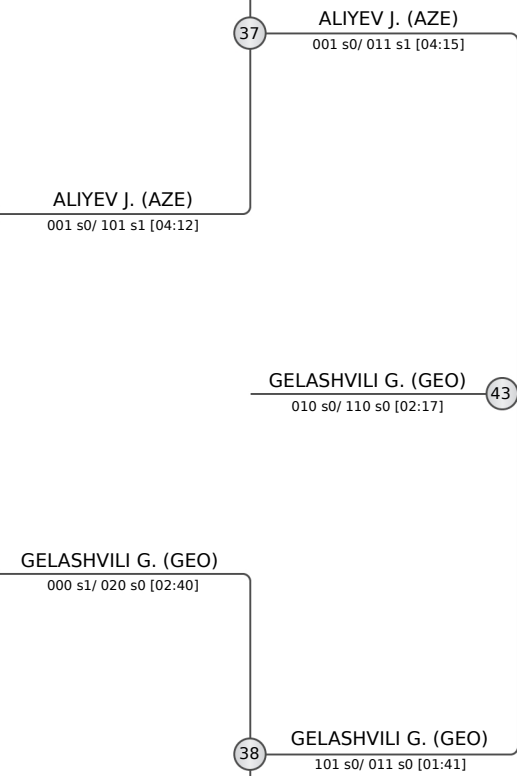 37
ALIYEV J. (AZE)
001 s0/ 011 s1 [04:15]
ALIYEV J. (AZE)
001 s0/ 101 s1 [04:12]
GELASHVILI G. (GEO)
010 s0/ 110 s0 [02:17]
43
GELASHVILI G. (GEO)
000 s1/ 020 s0 [02:40]
38
GELASHVILI G. (GEO)
101 s0/ 011 s0 [01:41]